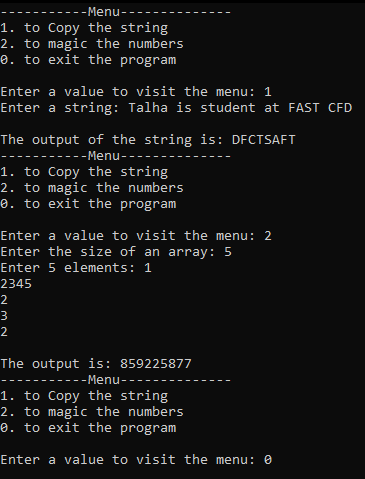 -----------Menu--------------
1. to Copy the string
2. to magic the numbers
0. to exit the program
Enter a value to visit the menu: 1
Enter a string: Talha is student at FAST CFD
The output of the string is: DFCTSAFT
-----------Menu--------------
1. to Copy the string
2. to magic the numbers
0. to exit the program
Enter a value to visit the menu: 2
Enter the size of an array: 5
Enter 5 elements: 1
2345
2
3
2
The output is: 859225877
-----------Menu--------------
1. to Copy the string
2. to magic the numbers
0. to exit the program
Enter a value to visit the menu: 0